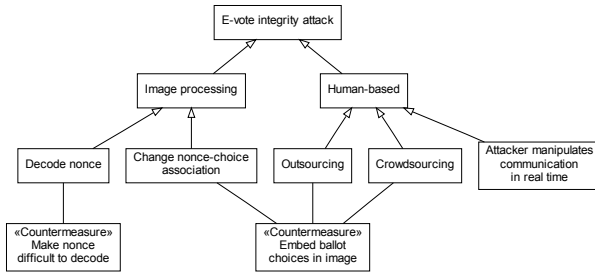 E-vote integrity attack
Image processing
Human-based
Decode nonce
Change nonce-choice
association
Outsourcing
Crowdsourcing
Attacker manipulates
communication
in real time
«Countermeasure»
Make nonce
difficult to decode
«Countermeasure»
Embed ballot
choices in image